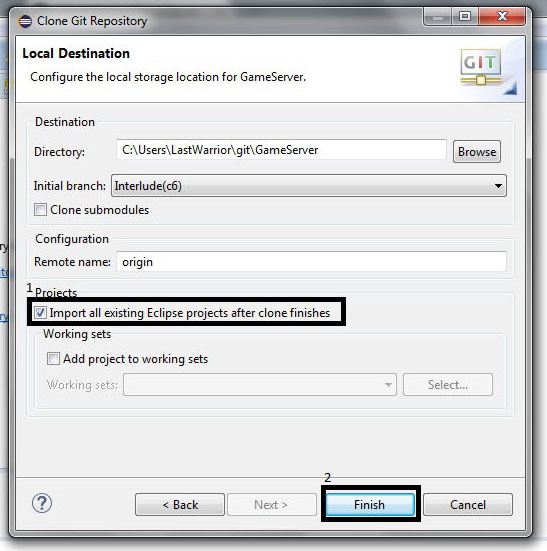 Clone Git Repository
Local Destination
Configure the local storage location for GameServer.
GIT
Destination
Directory: C:\Users\LastWarrior\git\GameServer Browse
Initial branch: Interlude(c6)
Clone submodules
Configuration
Remote name: origin
1
Projects
Import all existing Eclipse projects after clone finishes
Working sets
Add project to working sets
Working sets: Select...
2
? < Back Next > Finish Cancel